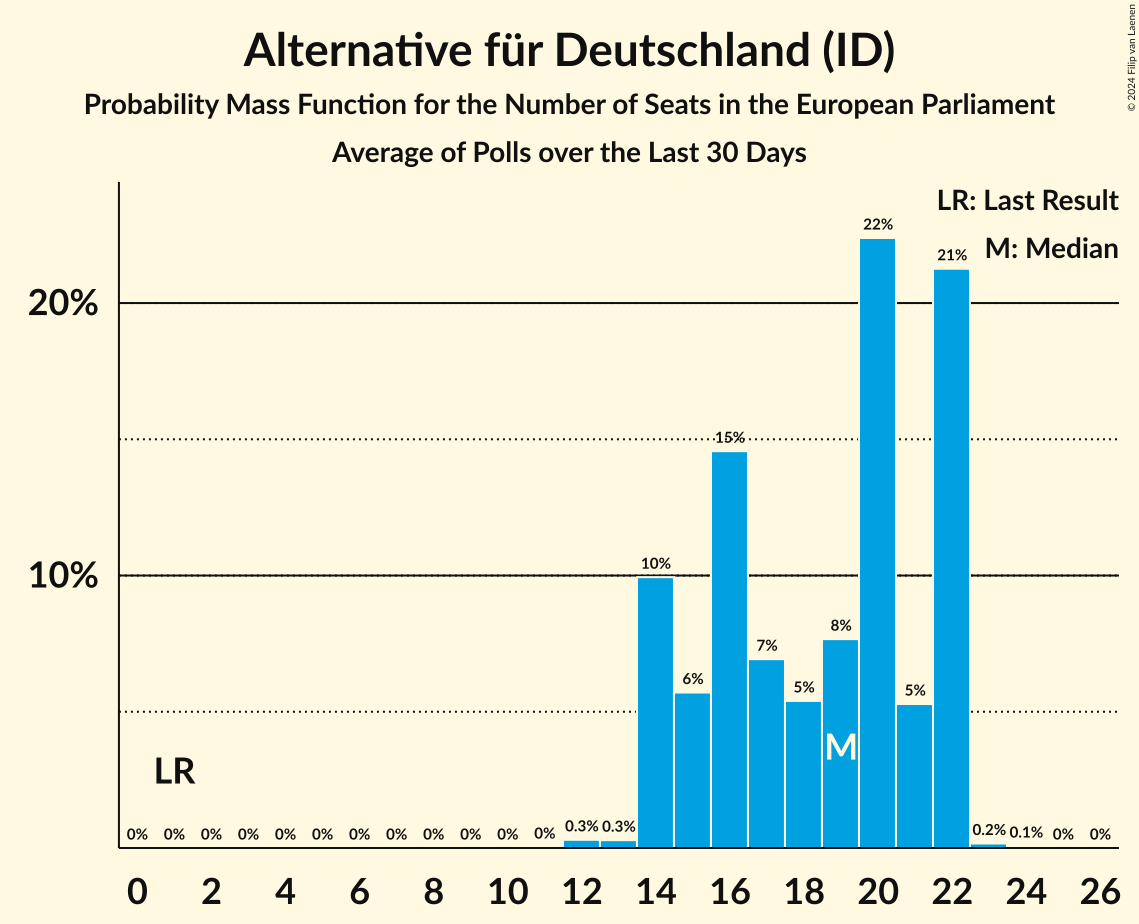 Alternative für Deutschland (ID)
Probability Mass Function for the Number of Seats in the European Parliament
Average of Polls over the Last 30 Days
© 2024 Filip van Laenen
LR: Last Result
M: Median
22%
21%
20%
15%
10%
10%
8%
7%
6%
5%
5%
M
LR
0% 0% 0% 0% 0% 0% 0% 0% 0% 0% 0% 0% 0.3% 0.3% 0.2% 0.1% 0% 0%
0 2 4 6 8 10 12 14 16 18 20 22 24 26